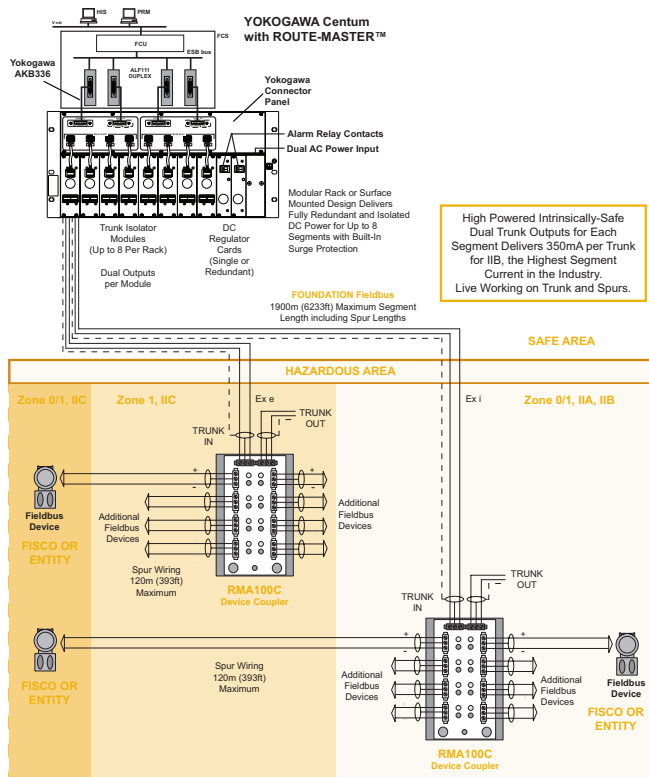 HIS
PRM
YOKOGAWA Centum
with ROUTE-MASTER™
V net
FCS
FCU
ESB bus
Yokogawa
AKB336
ALF111
DUPLEX
Yokogawa
Connector
Panel
Alarm Relay Contacts
Dual AC Power Input
Trunk Isolator
Modules
(Up to 8 Per Rack)
Dual Outputs
per Module
DC
Regulator
Cards
(Single or
Redundant)
Modular Rack or Surface
Mounted Design Delivers
Fully Redundant and Isolated
DC Power for Up to 8
Segments with Built-In
Surge Protection
High Powered Intrinsically-Safe
Dual Trunk Outputs for Each
Segment Delivers 350mA per Trunk
for IIB, the Highest Segment
Current in the Industry.
Live Working on Trunk and Spurs.
FOUNDATION Fieldbus
1900m (6233ft) Maximum Segment
Length including Spur Lengths
SAFE AREA
HAZARDOUS AREA
Zone 0/1, IIC
Zone 1, IIC
Ex e
Ex i
Zone 0/1, IIA, IIB
TRUNK
IN
TRUNK
OUT
+
-
+
-
Fieldbus
Device
FISCO OR
ENTITY
Additional
Fieldbus
Devices
Additional
Fieldbus
Devices
Spur Wiring
120m (393ft)
Maximum
RMA100C
Device Coupler
TRUNK
IN
TRUNK
OUT
+
-
+
-
FISCO OR
ENTITY
Spur Wiring
120m (393ft)
Maximum
Additional
Fieldbus
Devices
Additional
Fieldbus
Devices
Fieldbus
Device
FISCO OR
ENTITY
RMA100C
Device Coupler